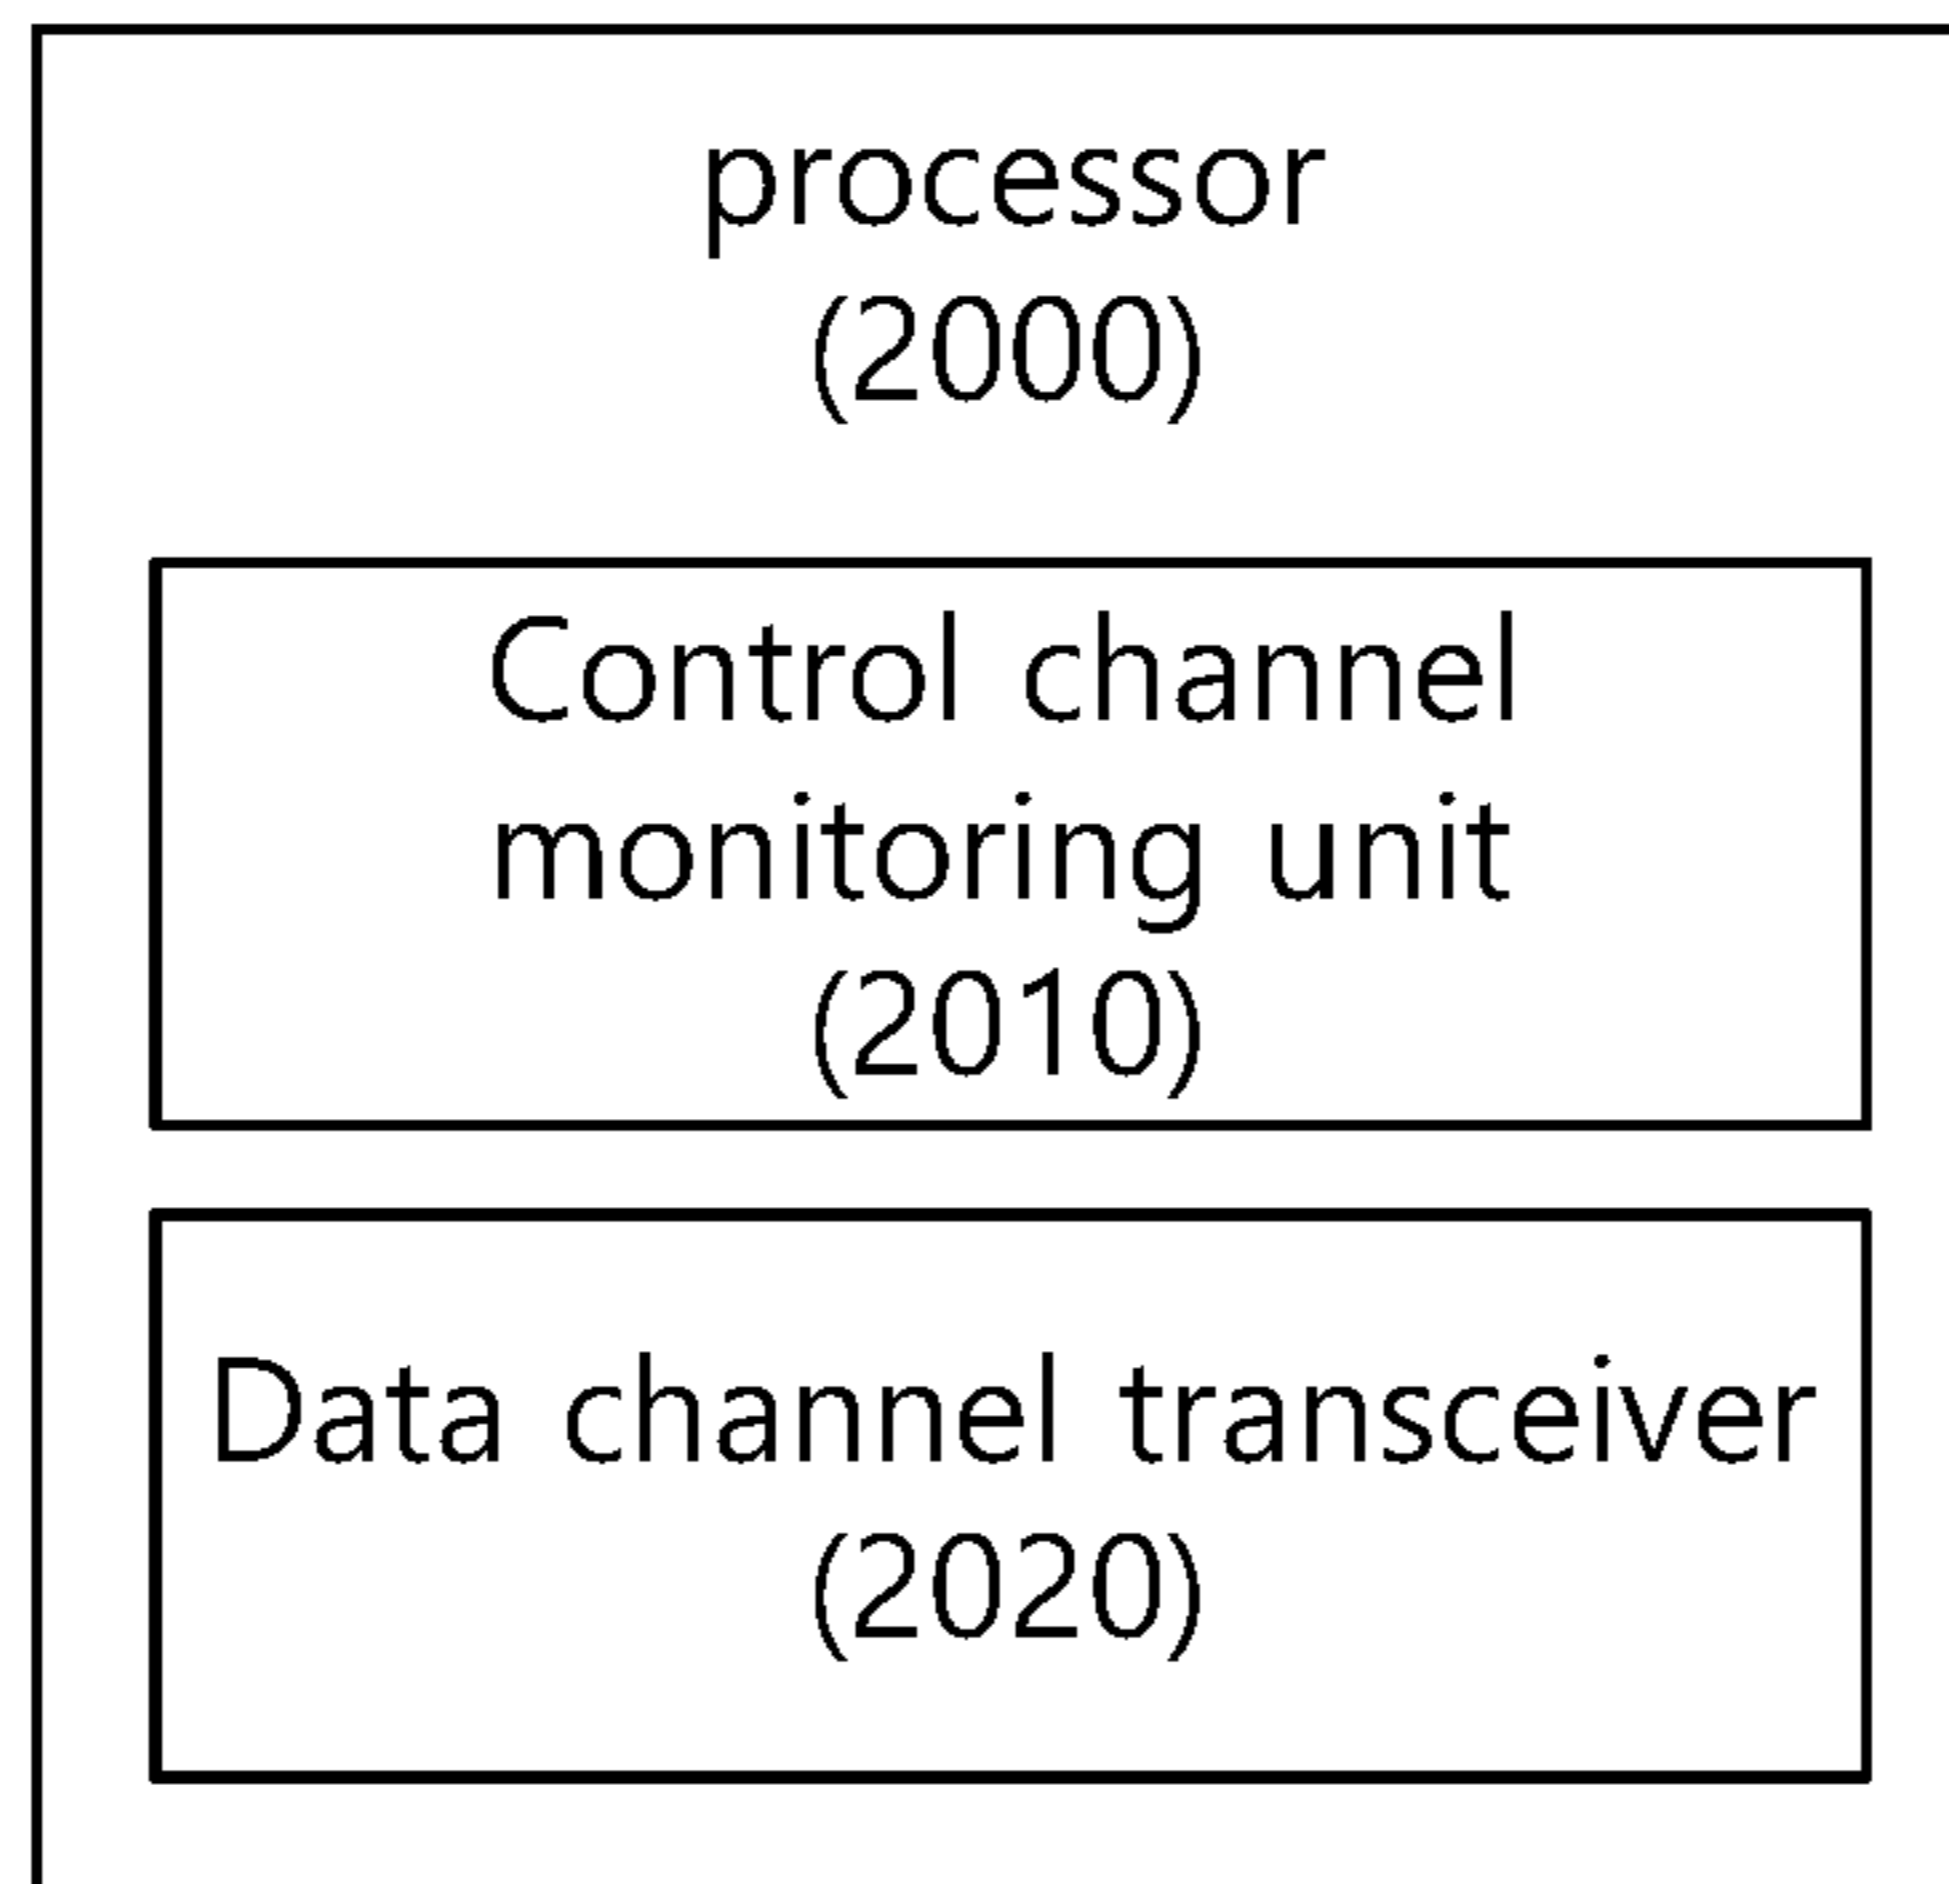 processor
(2000)
Control channel
monitoring unit
(2010)
Data channel transceiver
(2020)